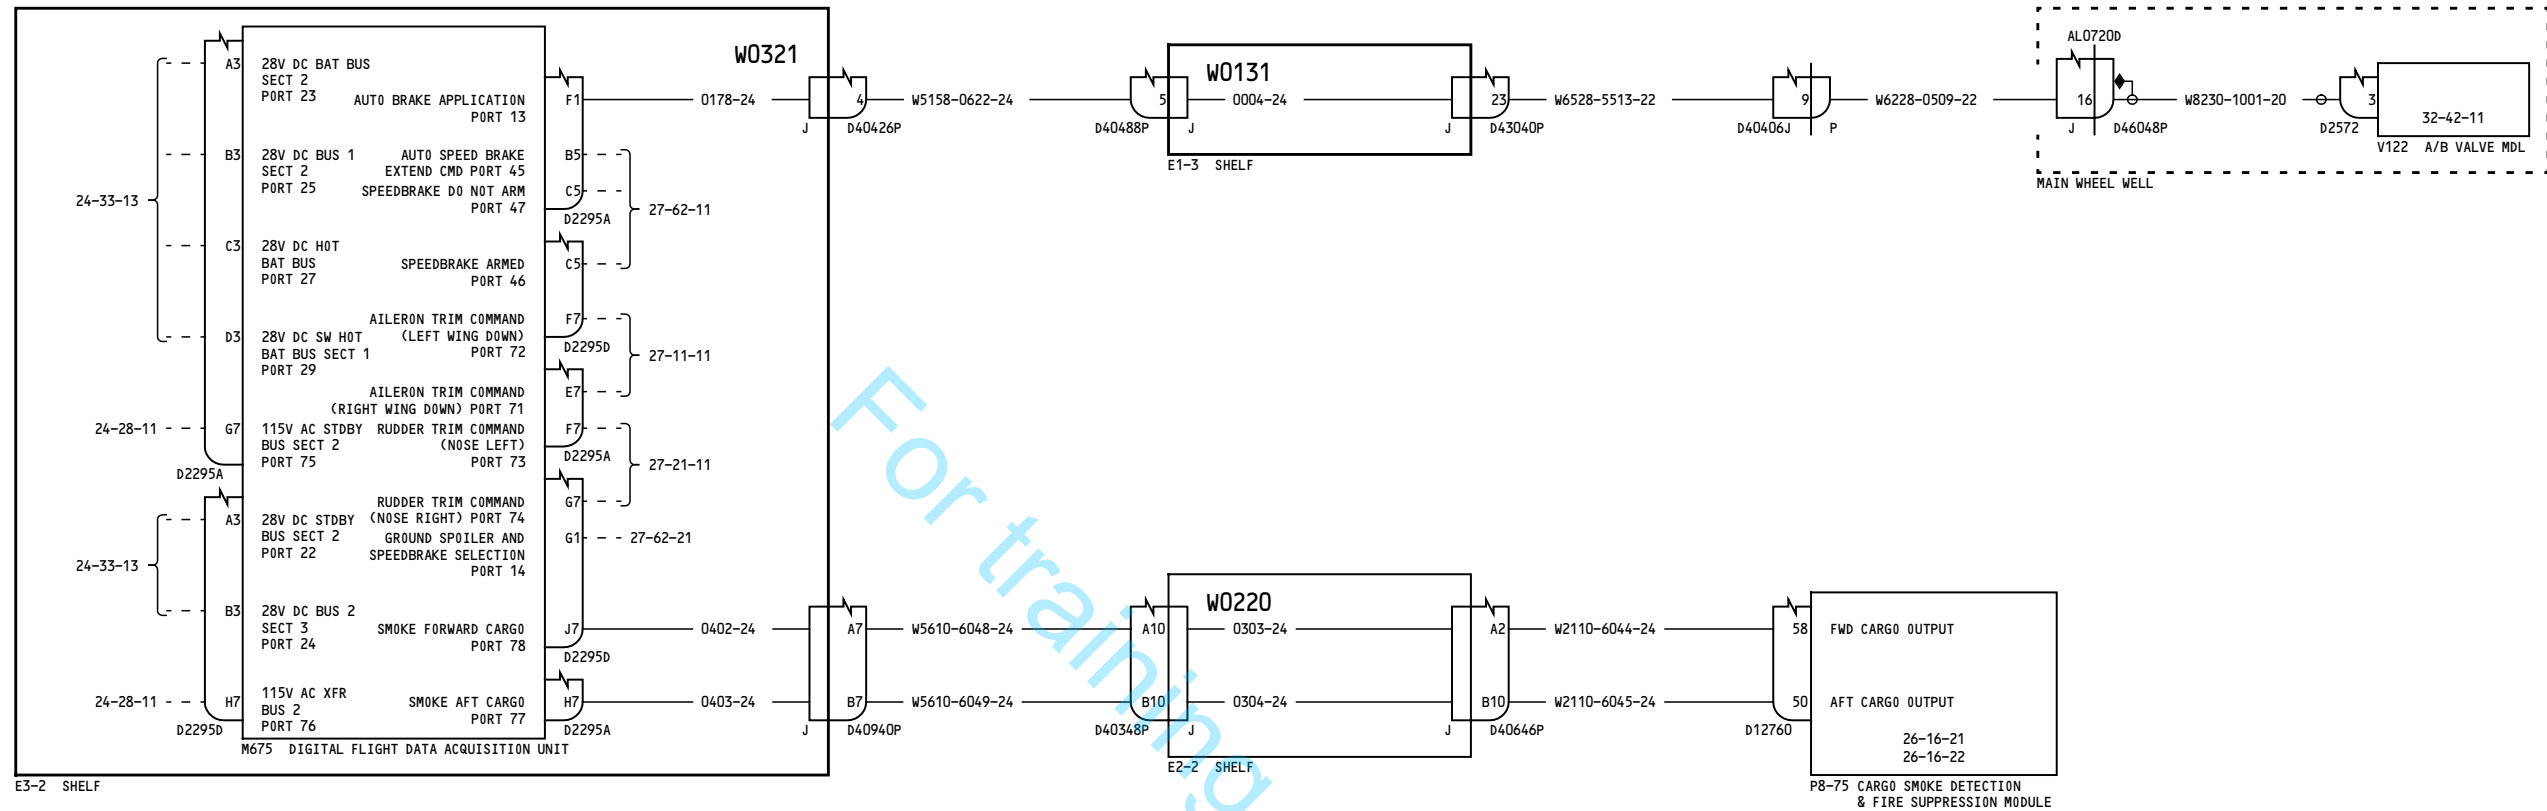 W0321
24-33-13
A3 28V DC BAT BUS
SECT 2
PORT 23
B3 28V DC BUS 1
SECT 2
PORT 25
C3 28V DC HOT
BAT BUS
PORT 27
D3 28V DC SW HOT
BAT BUS SECT 1
PORT 29
24-28-11
G7 115V AC STDBY
BUS SECT 2
PORT 75
D2295A
24-33-13
A3 28V DC STDBY
BUS SECT 2
PORT 22
B3 28V DC BUS 2
SECT 3
PORT 24
24-28-11
H7 115V AC XFR
BUS 2
PORT 76
D2295D
AUTO BRAKE APPLICATION F1
PORT 13
AUTO SPEED BRAKE B5
EXTEND CMD PORT 45
SPEEDBRAKE DO NOT ARM C5
PORT 47
D2295A
27-62-11
SPEEDBRAKE ARMED C5
PORT 46
AILERON TRIM COMMAND F7
(LEFT WING DOWN)
PORT 72
D2295D
27-11-11
AILERON TRIM COMMAND E7
(RIGHT WING DOWN) PORT 71
RUDDER TRIM COMMAND F7
(NOSE LEFT)
PORT 73
D2295A
27-21-11
RUDDER TRIM COMMAND G7
(NOSE RIGHT) PORT 74
GROUND SPOILER AND G1 27-62-21
SPEEDBRAKE SELECTION
PORT 14
SMOKE FORWARD CARGO J7
PORT 78
D2295D
SMOKE AFT CARGO H7
PORT 77
D2295A
M675 DIGITAL FLIGHT DATA ACQUISITION UNIT
E3-2 SHELF
0178-24
4
J D40426P
W5158-0622-24
5
D40488P J
W0131
0004-24
23
J D43040P
E1-3 SHELF
W6528-5513-22
9
D40406J P
W6228-0509-22
AL0720D
16
J D46048P
W8230-1001-20
3
D2572
32-42-11
V122 A/B VALVE MDL
MAIN WHEEL WELL
0402-24
0403-24
A7
B7
J D40940P
W5610-6048-24
W5610-6049-24
A10
B10
D40348P J
W0220
0303-24
0304-24
A2
B10
J D40646P
E2-2 SHELF
W2110-6044-24
W2110-6045-24
58 FWD CARGO OUTPUT
50 AFT CARGO OUTPUT
D12760
26-16-21
26-16-22
P8-75 CARGO SMOKE DETECTION
& FIRE SUPPRESSION MODULE
For training